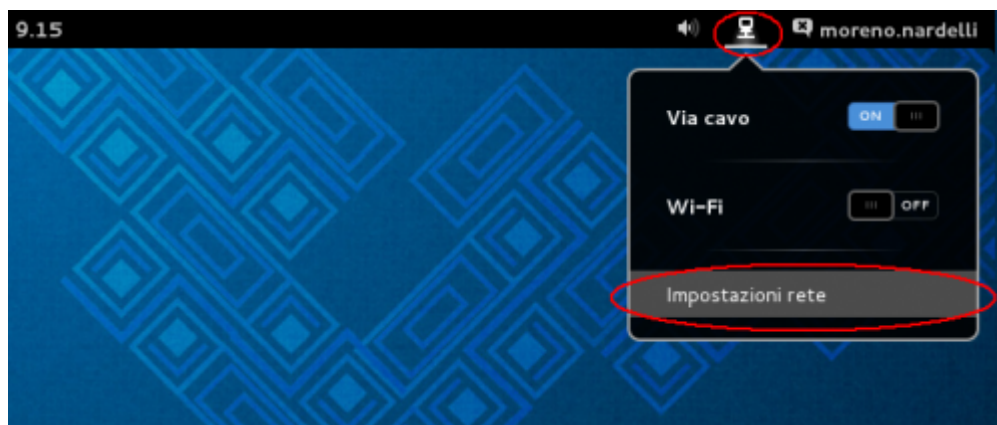 9.15
moreno.nardelli
Via cavo
ON
Wi-Fi
OFF
Impostazioni rete